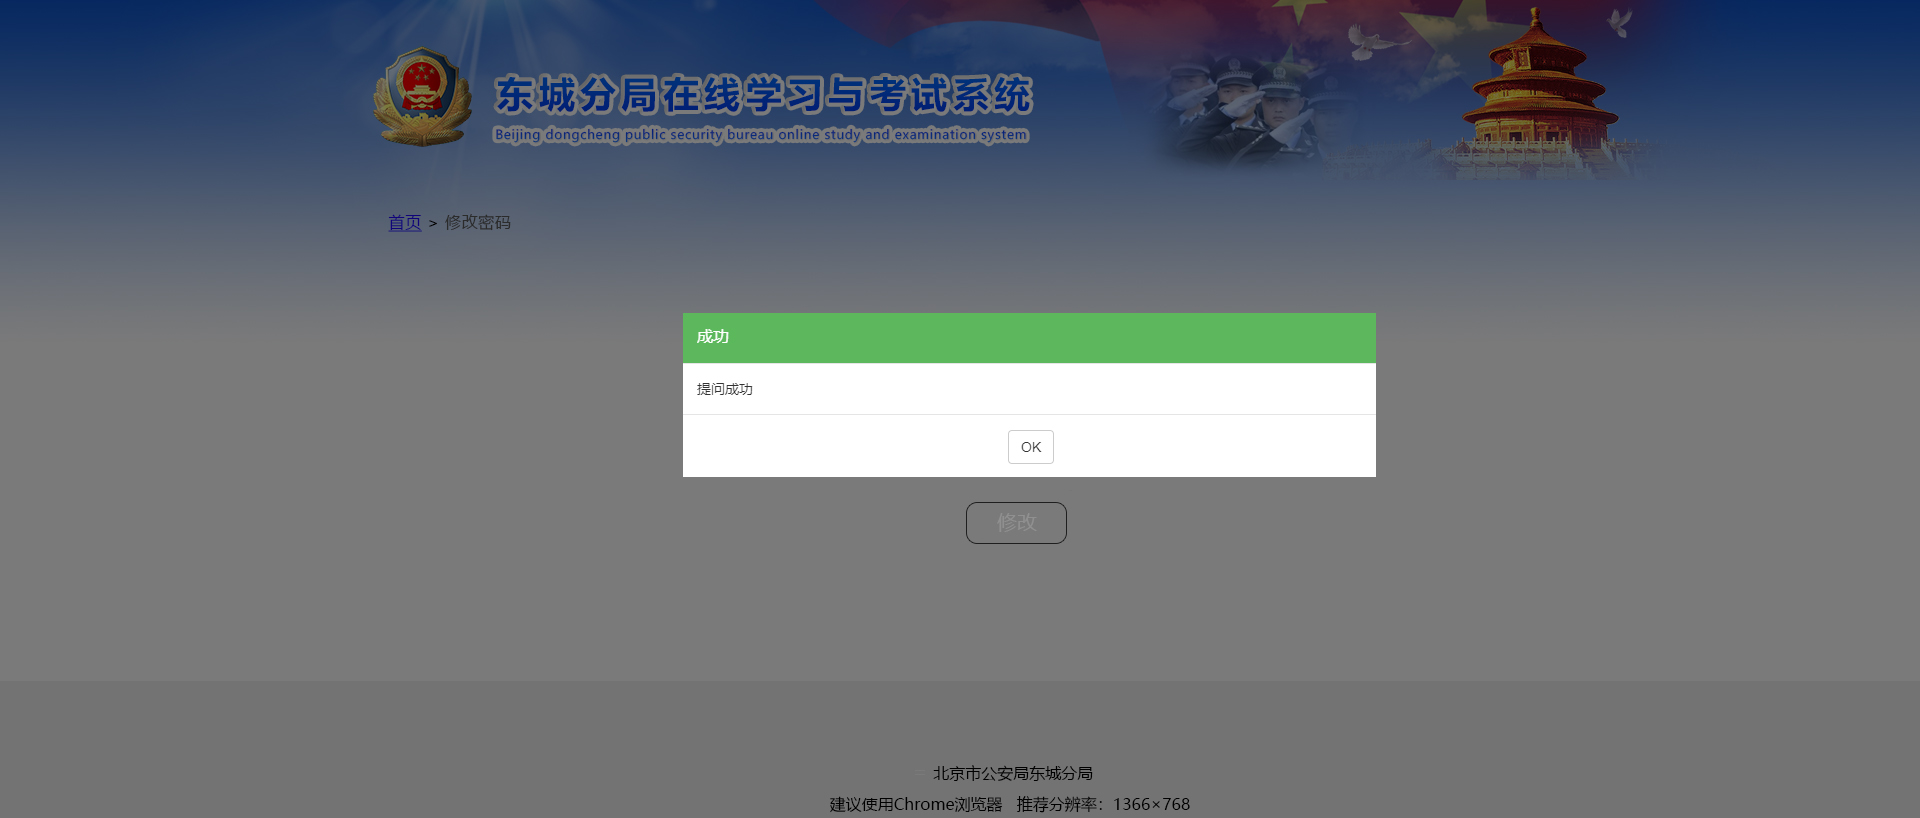 东城分局在线学习与考试系统
Beijing dongcheng public security bureau online study and examination system
首页 > 修改密码
成功
提问成功
OK
修改
北京市公安局东城分局
建议使用Chrome浏览器 推荐分辨率：1366×768